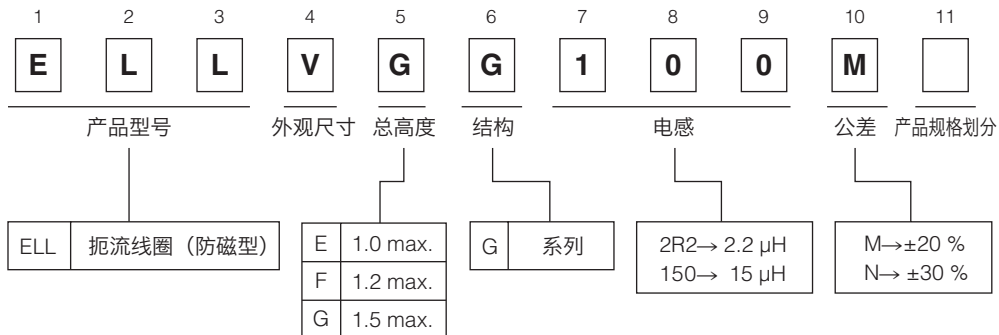 1 2 3 4 5 6 7 8 9 10 11
E L L V G G 1 0 0 M
产品型号 外观尺寸 总高度 结构 电感 公差 产品规格划分
ELL 扼流线圈（防磁型）
E 1.0 max.
F 1.2 max.
G 1.5 max.
G 系列
2R2→ 2.2 µH
150→ 15 µH
M→±20 %
N→ ±30 %